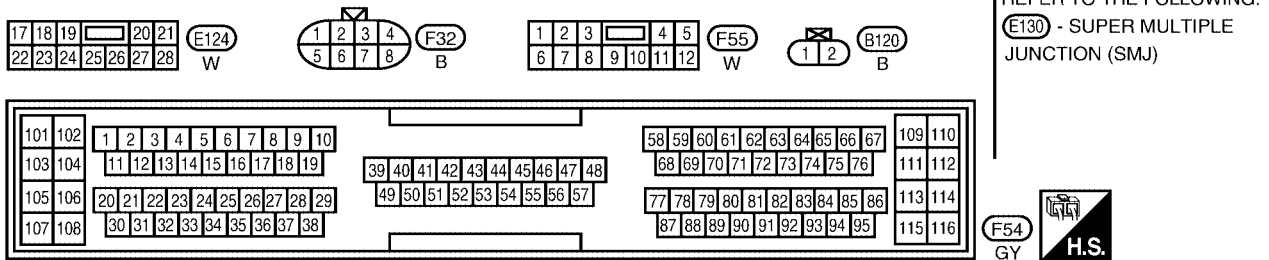 REFER TO THE FOLLOWING.
E130 - SUPER MULTIPLE
JUNCTION (SMJ)
17 18 19 20 21
22 23 24 25 26 27 28
E124
W
1 2 3 4
5 6 7 8
F32
B
1 2 3 4 5
6 7 8 9 10 11 12
F55
W
1 2
B120
B
101 102
103 104
105 106
107 108
1 2 3 4 5 6 7 8 9 10
11 12 13 14 15 16 17 18 19
20 21 22 23 24 25 26 27 28 29
30 31 32 33 34 35 36 37 38
39 40 41 42 43 44 45 46 47 48
49 50 51 52 53 54 55 56 57
58 59 60 61 62 63 64 65 66 67
68 69 70 71 72 73 74 75 76
77 78 79 80 81 82 83 84 85 86
87 88 89 90 91 92 93 94 95
109 110
111 112
113 114
115 116
F54
GY
H.S.